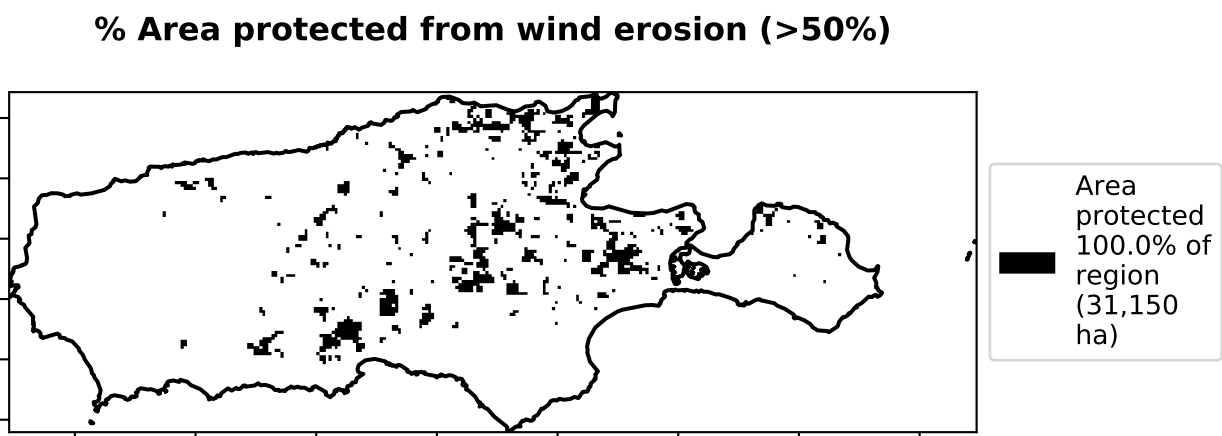 % Area protected from wind erosion (>50%)
Area
protected
100.0% of
region
(31,150
ha)